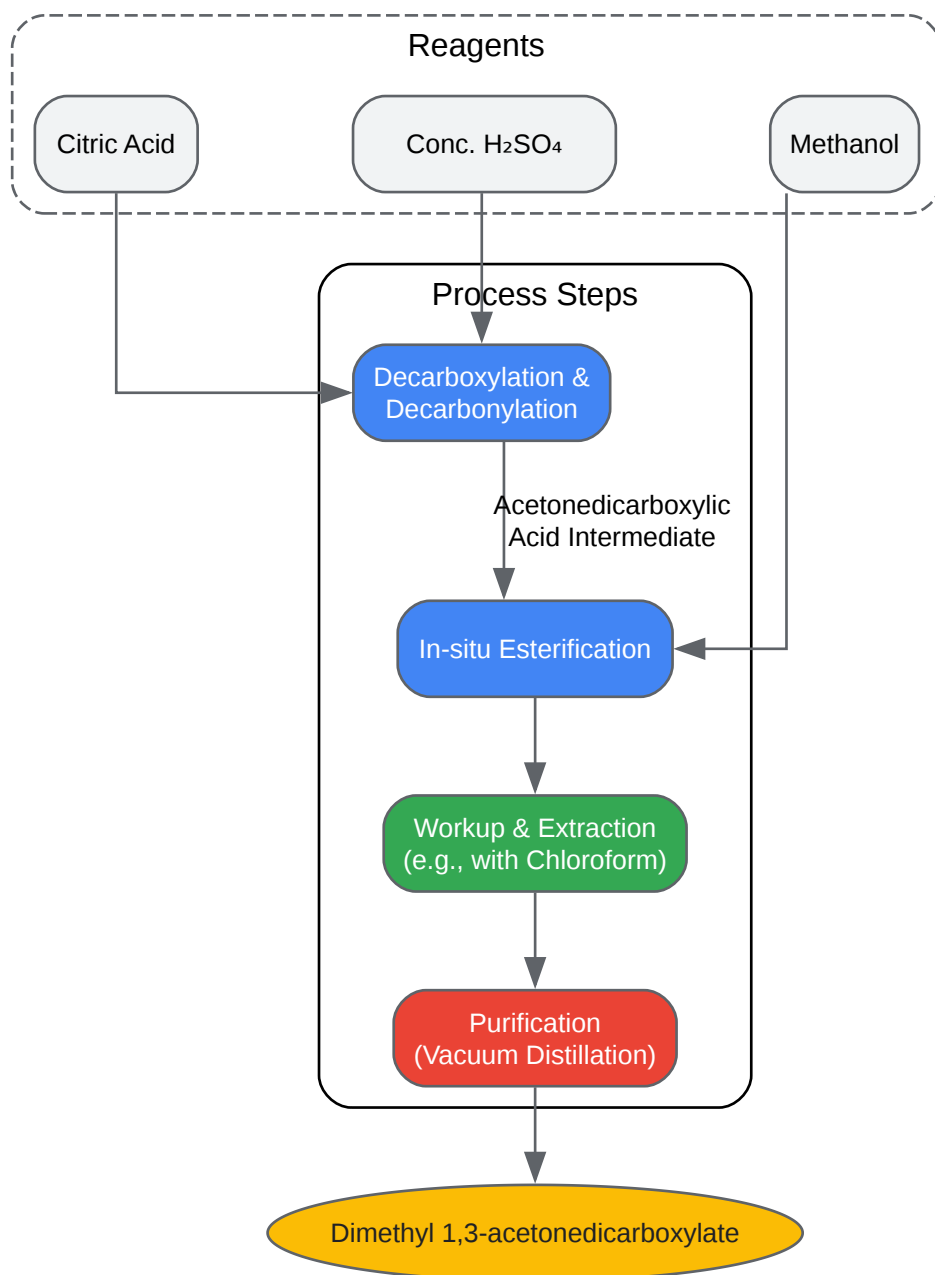 Reagents
Citric Acid
Conc. H₂SO₄
Methanol
Process Steps
Decarboxylation &
Decarbonylation
Acetonedicarboxylic
Acid Intermediate
In-situ Esterification
Workup & Extraction
(e.g., with Chloroform)
Purification
(Vacuum Distillation)
Dimethyl 1,3-acetonedicarboxylate